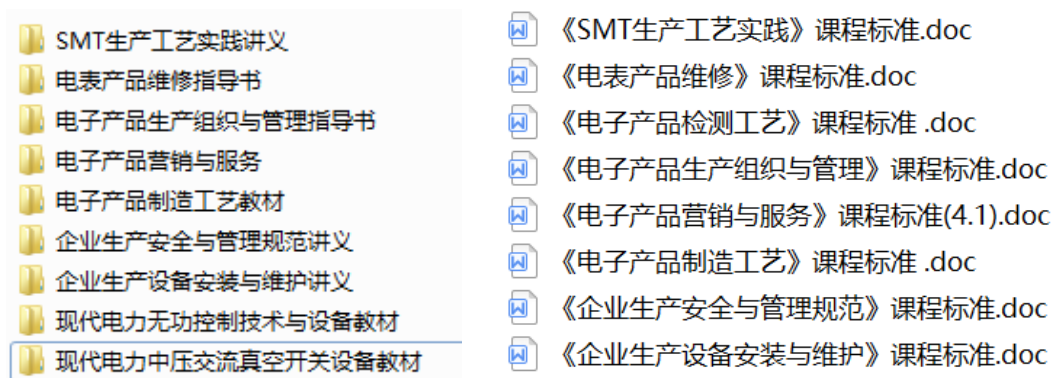 SMT生产工艺实践讲义
电表产品维修指导书
电子产品生产组织与管理指导书
电子产品营销与服务
电子产品制造工艺教材
企业生产安全与管理规范讲义
企业生产设备安装与维护讲义
现代电力无功控制技术与设备教材
现代电力中压交流真空开关设备教材
《SMT生产工艺实践》课程标准.doc
《电表产品维修》课程标准.doc
《电子产品检测工艺》课程标准 .doc
《电子产品生产组织与管理》课程标准.doc
《电子产品营销与服务》课程标准(4.1).doc
《电子产品制造工艺》课程标准 .doc
《企业生产安全与管理规范》课程标准.doc
《企业生产设备安装与维护》课程标准.doc